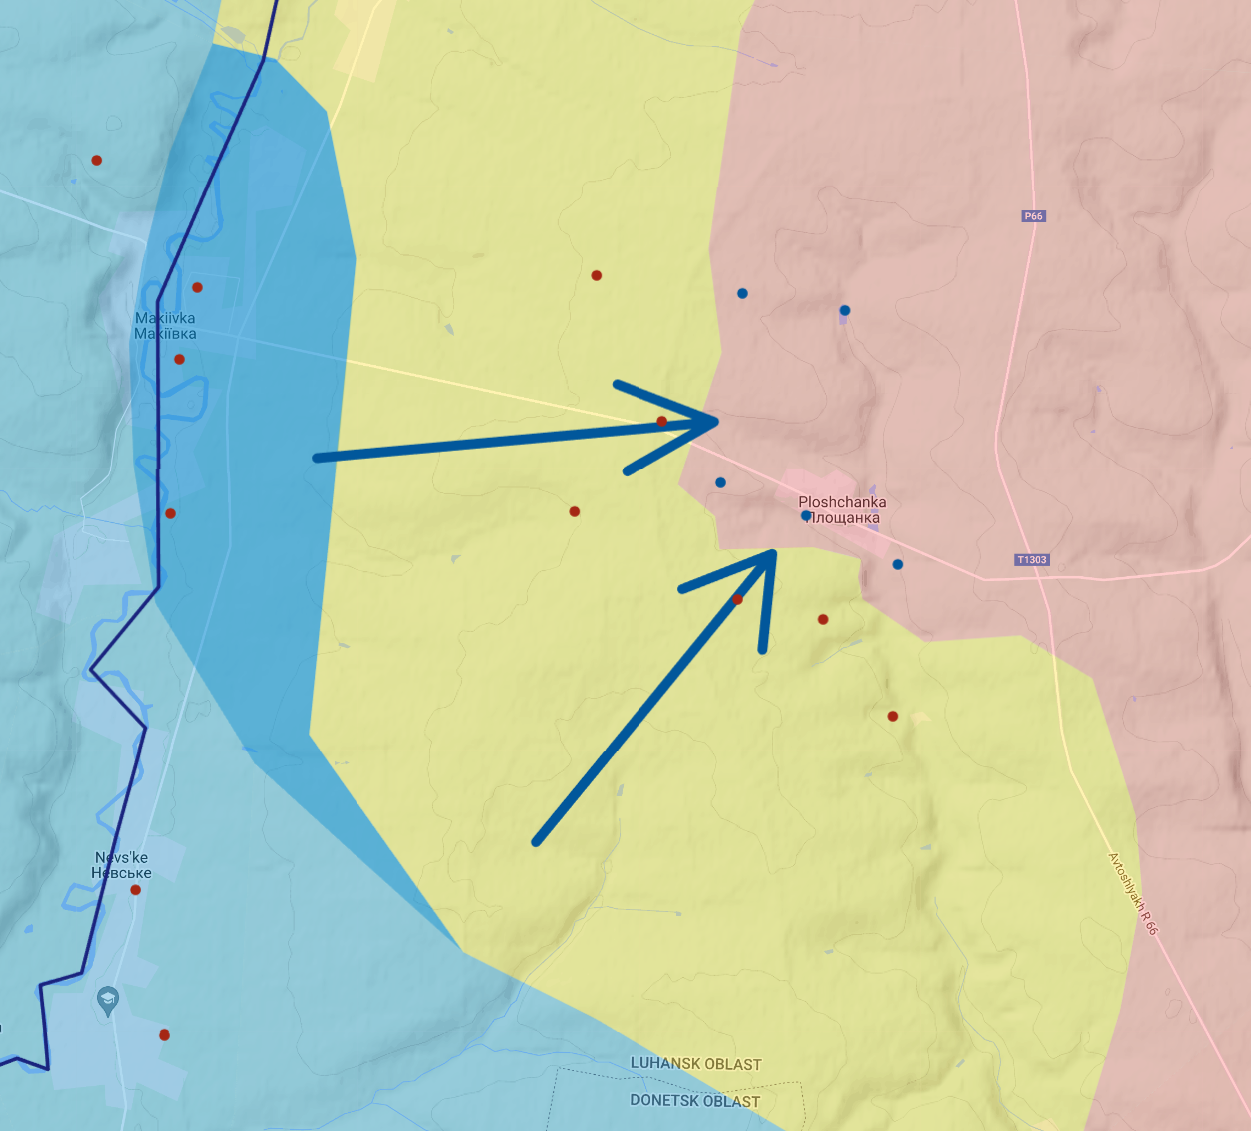 P66
Makiivka
Макіївка
Ploshchanka
Площанка
T1303
Nevs'ke
Невське
Avtoshlyakh R 66
LUHANSK OBLAST
DONETSK OBLAST